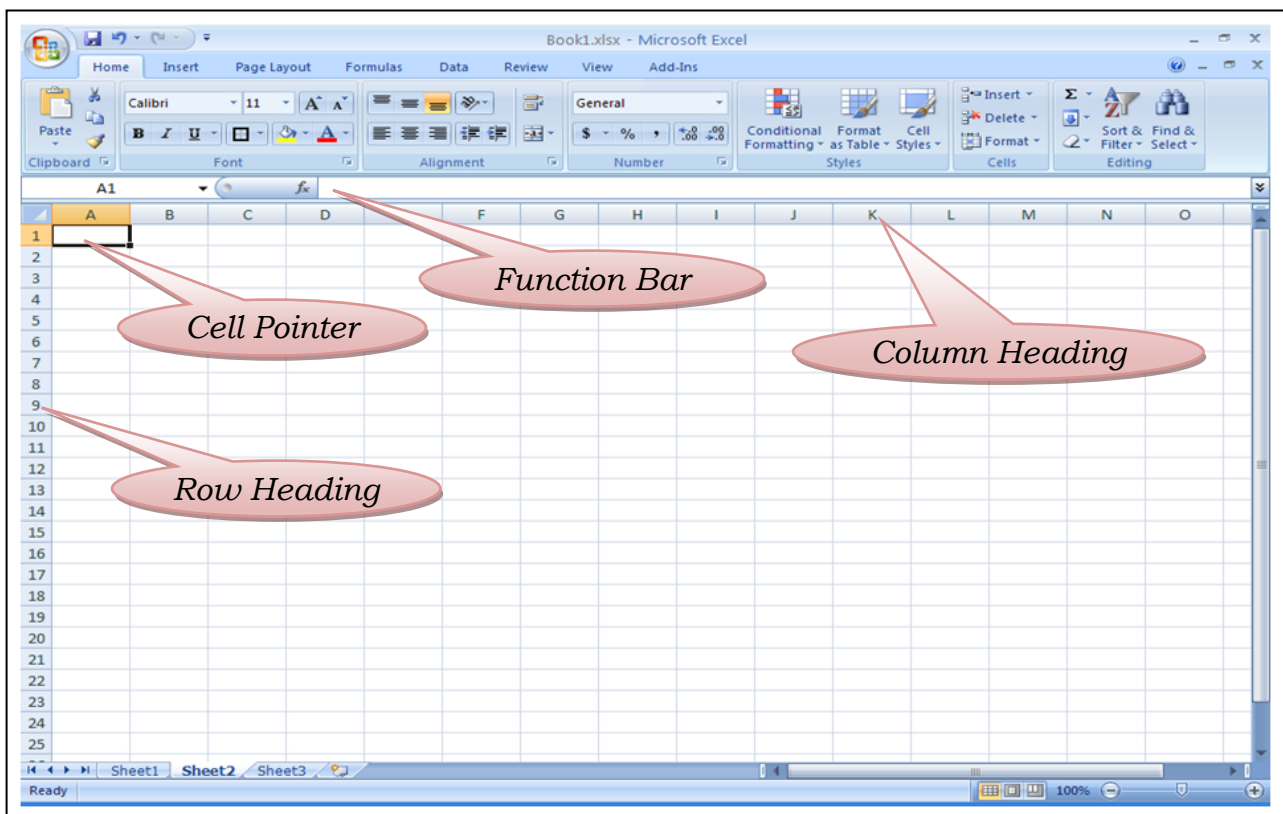 Book1.xlsx - Microsoft Excel
Home Insert Page Layout Formulas Data Review View Add-Ins
Paste
Clipboard
Calibri 11 A A
B I U A
Font
Alignment
General
$ % , .00 .0
Number
Conditional Formatting
Format as Table
Cell Styles
Styles
Insert
Delete
Format
Cells
Σ
Sort & Filter
Find & Select
Editing
A1 fx
A B C D F G H I J K L M N O
1
2
3
Function Bar
4
5
Cell Pointer
6
7
Column Heading
8
9
10
11
12
13
Row Heading
14
15
16
17
18
19
20
21
22
23
24
25
Sheet1 Sheet2 Sheet3
Ready 100%